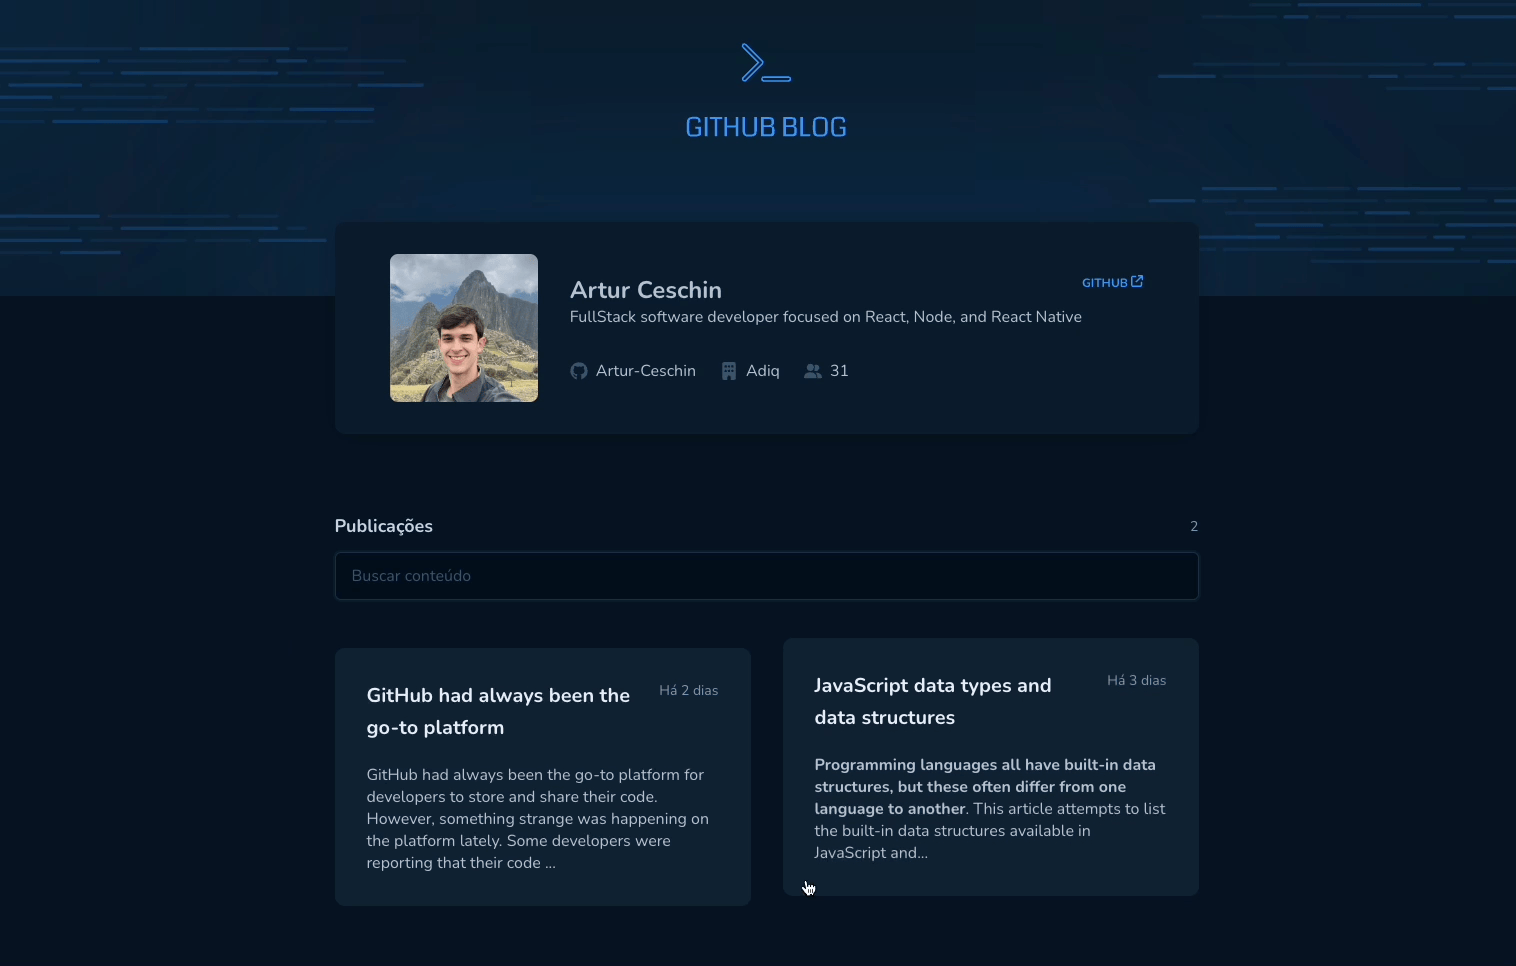 GITHUB BLOG
Artur Ceschin
GITHUB
FullStack software developer focused on React, Node, and React Native
Artur-Ceschin Adiq 31
Publicações 2
Buscar conteúdo
GitHub had always been the
go-to platform
Há 2 dias
GitHub had always been the go-to platform for
developers to store and share their code.
However, something strange was happening on
the platform lately. Some developers were
reporting that their code ...
JavaScript data types and
data structures
Há 3 dias
Programming languages all have built-in data
structures, but these often differ from one
language to another. This article attempts to list
the built-in data structures available in
JavaScript and...